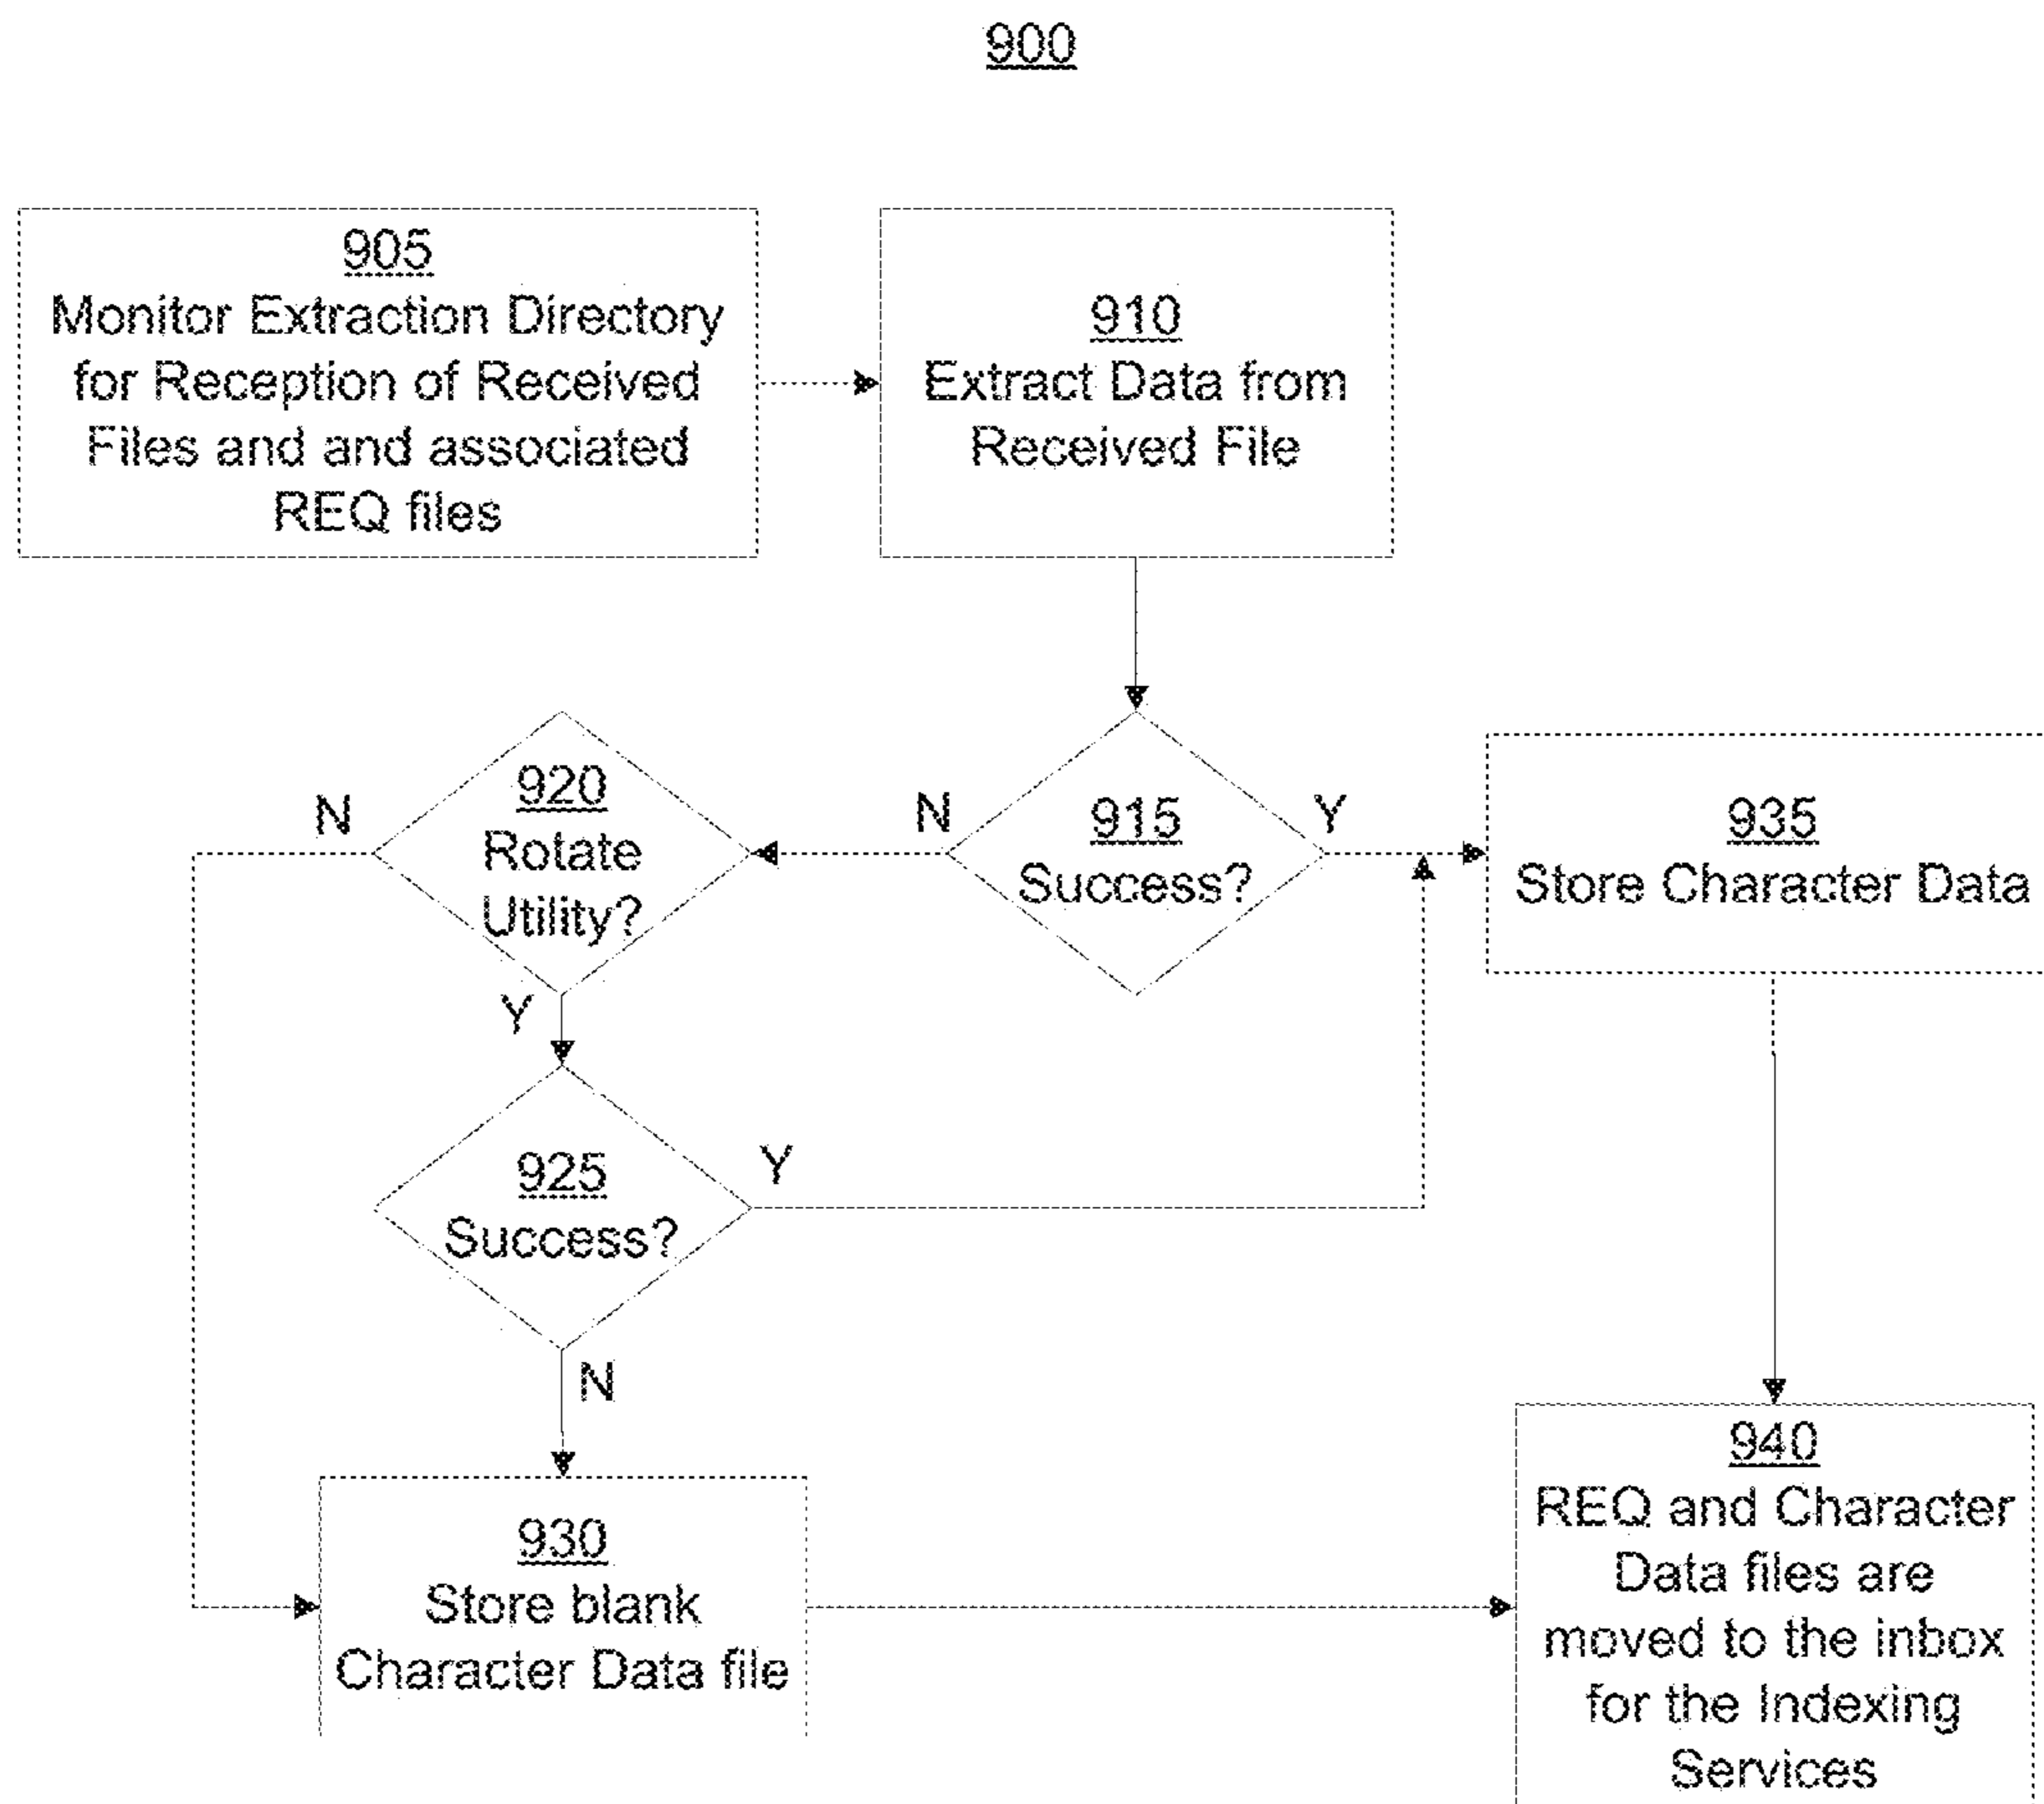 900
905
Monitor Extraction Directory
for Reception of Received
Files and and associated
REQ files
910
Extract Data from
Received File
N
920
Rotate
Utility?
N
915
Success?
Y
935
Store Character Data
Y
925
Success?
Y
N
930
Store blank
Character Data file
940
REQ and Character
Data files are
moved to the inbox
for the Indexing
Services